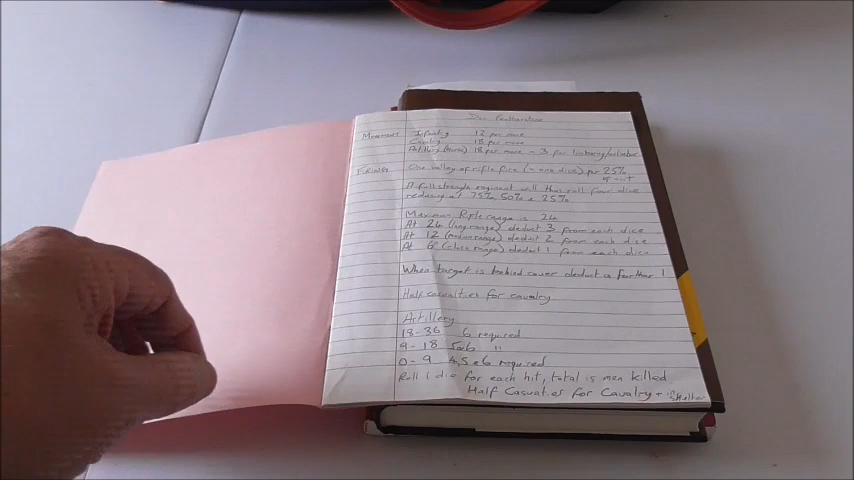 Don Featherstone
Movement Infantry 12 per move
Cavalry 18 per move
Artillery (Horse) 18 per move - 3 for limbering/unlimber
FIRING One volley of rifle fire (= one dice) per 25%
of unit
A full strength regiment will thus roll four dice
reducing at 75%, 50% & 25%
Maximum Rifle range is 24
At 24 (long range) deduct 3 from each dice
At 12 (medium range) deduct 2 from each dice
At 6" (close range) deduct 1 from each dice
When target is behind cover deduct a further 1
Half casualties for cavalry
Artillery
18-36 6 required
9-18 5 or 6 "
0-9 4,5 & 6 required
Roll 1 die for each hit, total is men killed
Half Casualties for Cavalry + if shelter